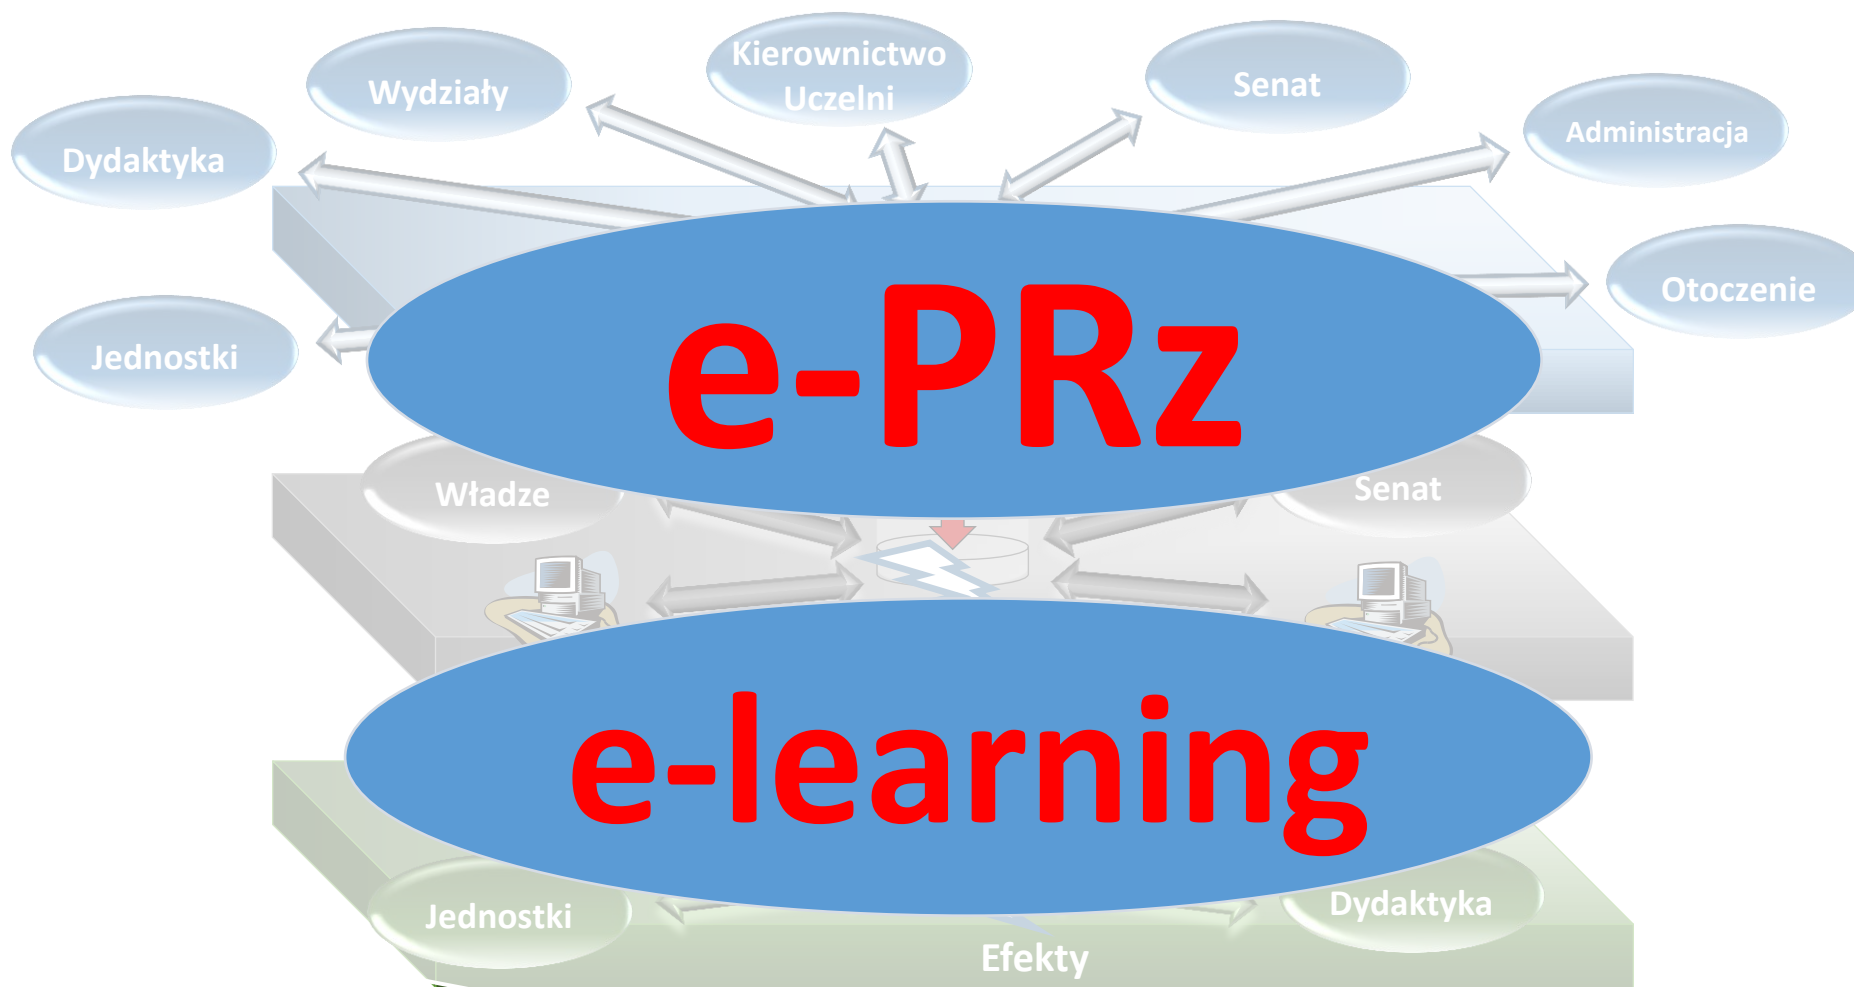 Kierownictwo
Uczelni
Wydziały
Senat
Administracja
Dydaktyka
Otoczenie
Jednostki
e-PRz
Władze
Senat
e-learning
Jednostki
Dydaktyka
Efekty